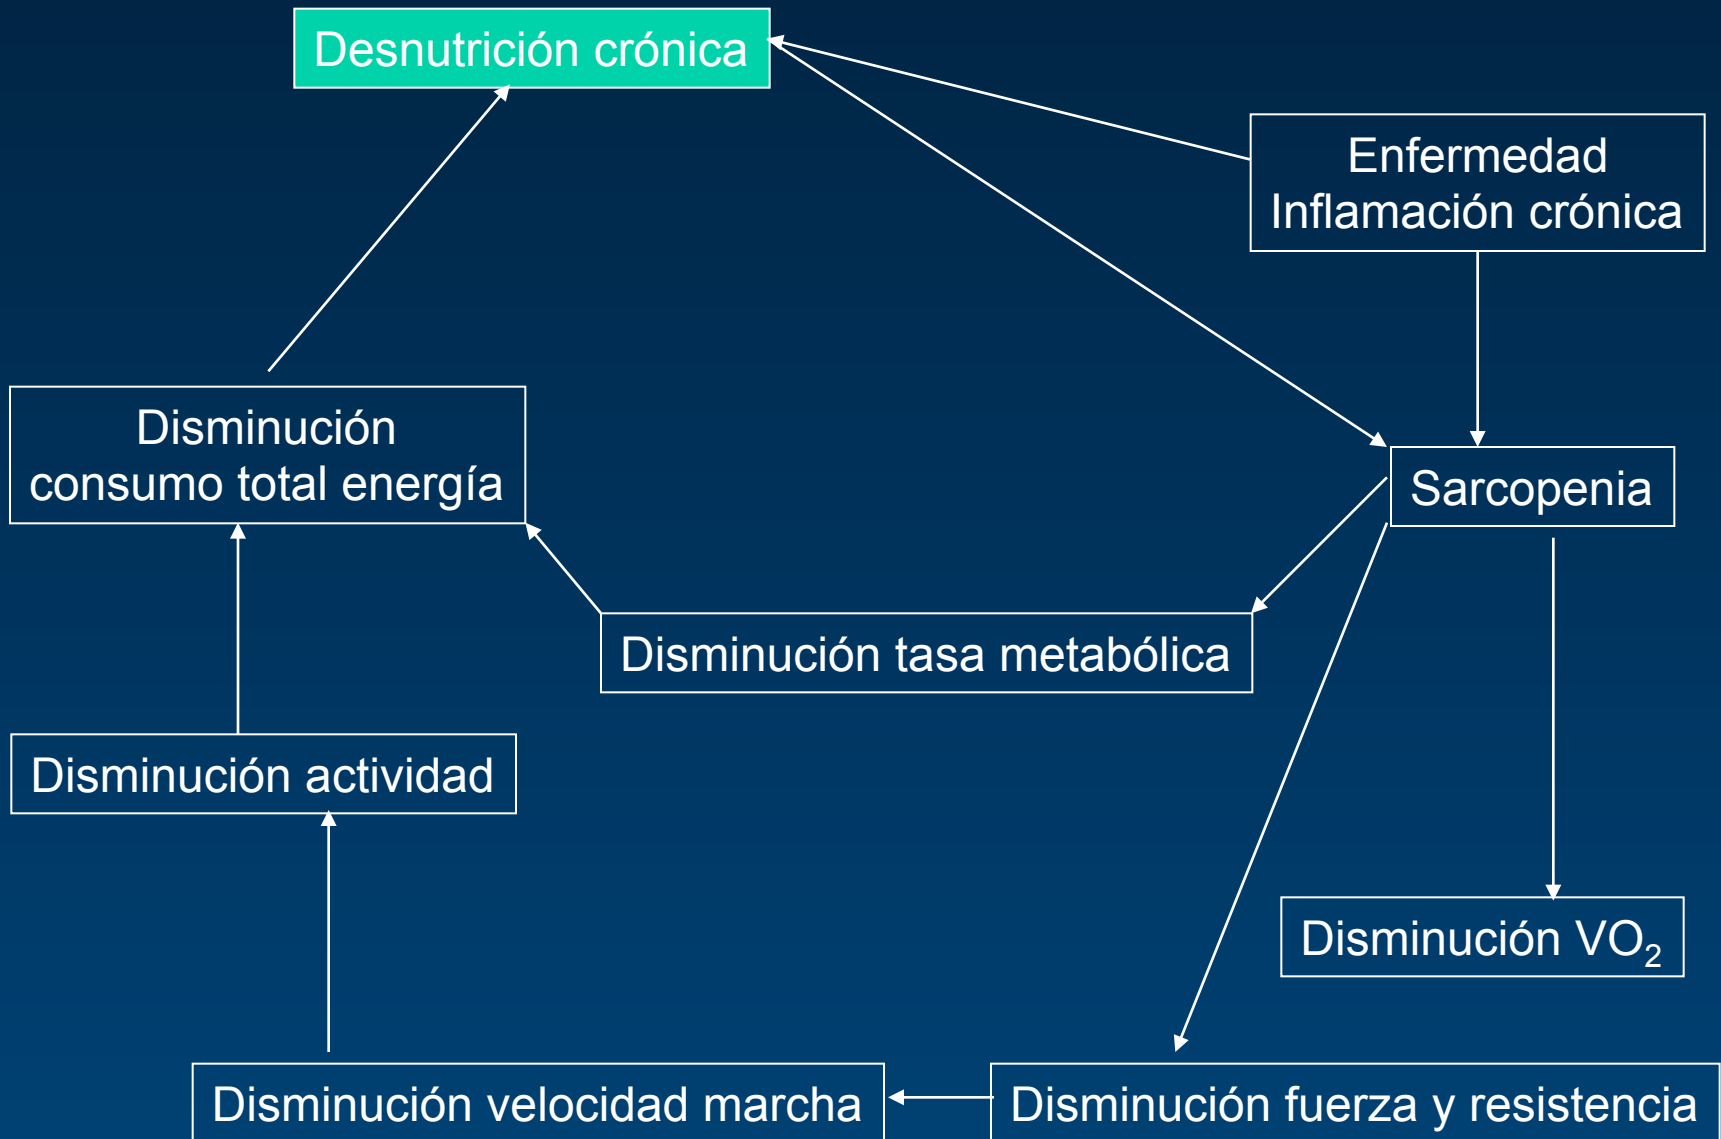 Desnutrición crónica
Enfermedad
Inflamación crónica
Disminución
consumo total energía
Sarcopenia
Disminución tasa metabólica
Disminución actividad
Disminución VO₂
Disminución velocidad marcha
Disminución fuerza y resistencia